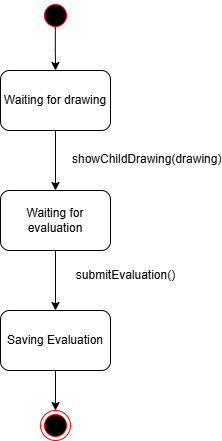 Waiting for drawing
showChildDrawing(drawing)
Waiting for
evaluation
submitEvaluation()
Saving Evaluation